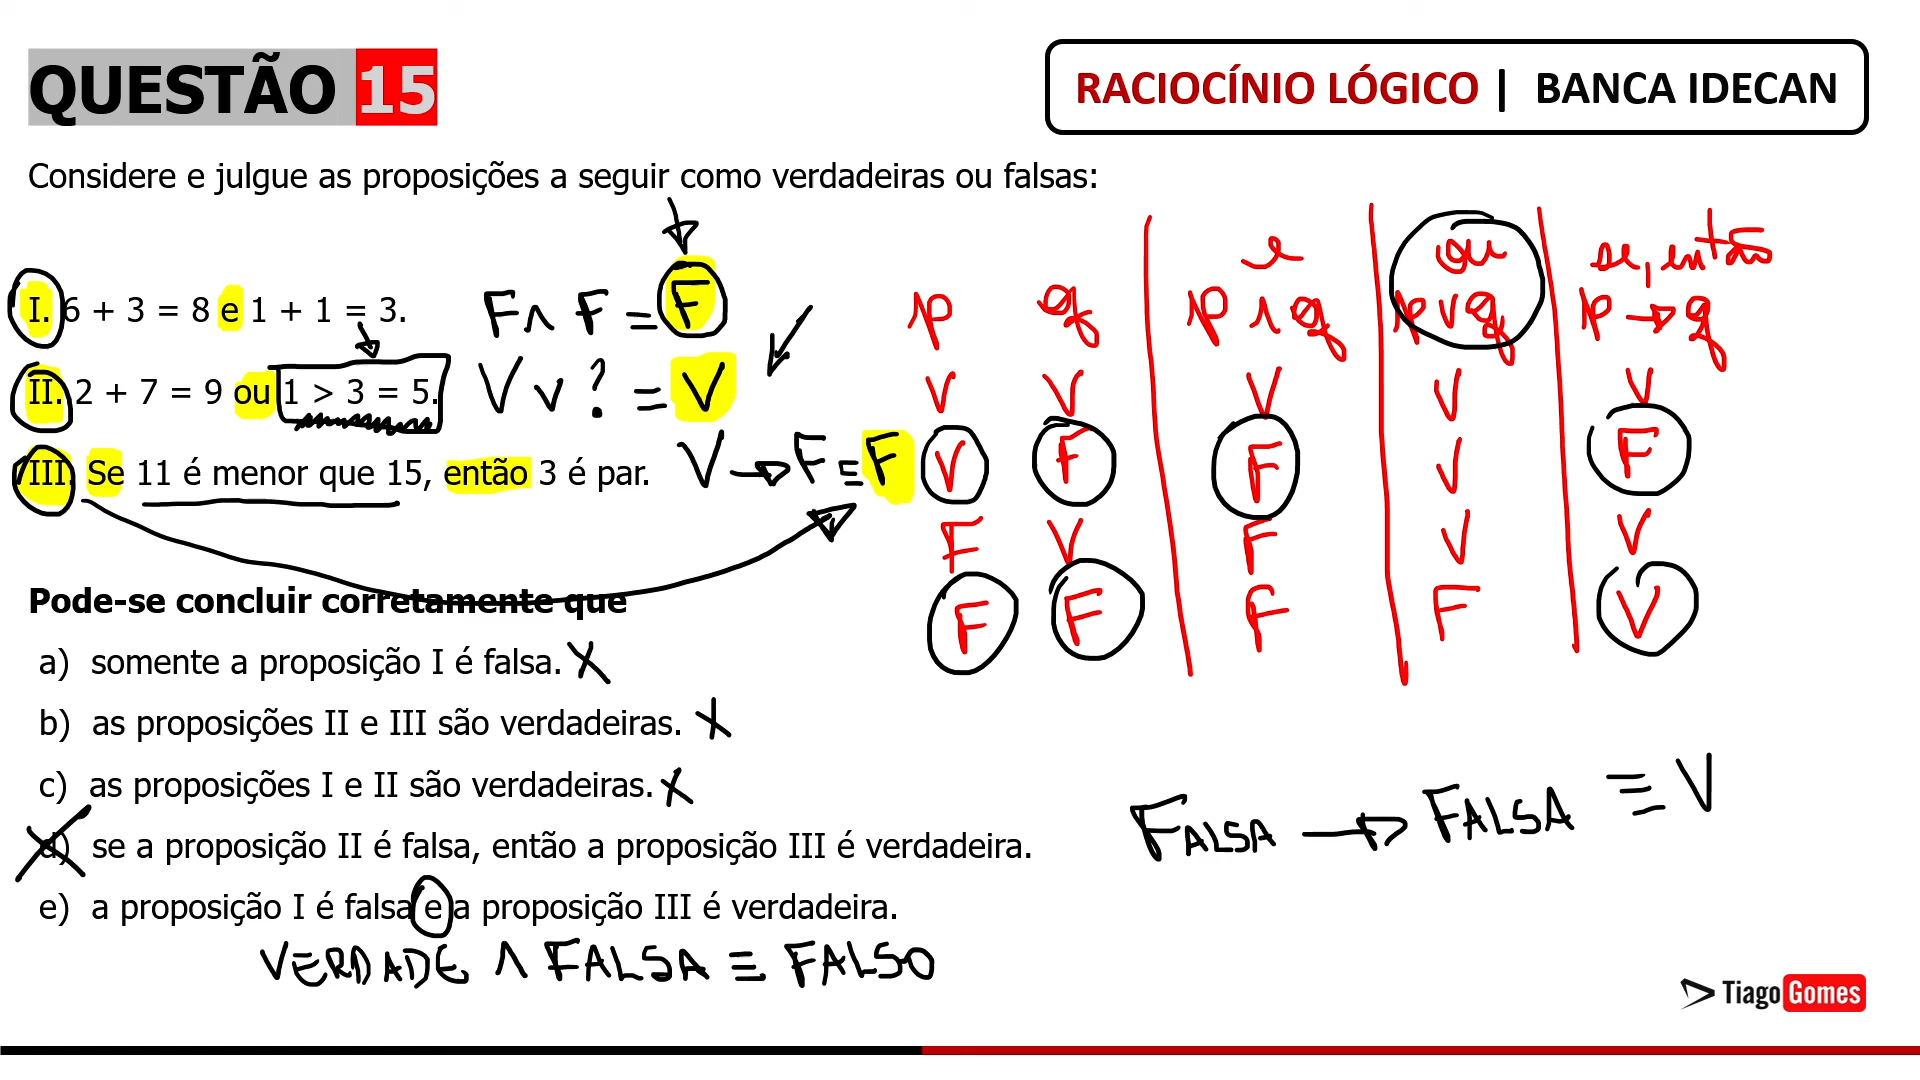 QUESTÃO 15
RACIOCÍNIO LÓGICO | BANCA IDECAN
Considere e julgue as proposições a seguir como verdadeiras ou falsas:
I. 6 + 3 = 8 e 1 + 1 = 3. F ∧ F = F
II. 2 + 7 = 9 ou 1 > 3 = 5. V ∨ ? = V
III. Se 11 é menor que 15, então 3 é par. V → F ≡ F
e ou se, então
p q p ∧ q p ∨ q p → q
V V V V V
V F F V F
F V F V V
F F F F V
Pode-se concluir corretamente que
a) somente a proposição I é falsa. X
b) as proposições II e III são verdadeiras. X
c) as proposições I e II são verdadeiras. X
d) se a proposição II é falsa, então a proposição III é verdadeira.
FALSA → FALSA ≡ V
e) a proposição I é falsa e a proposição III é verdadeira.
VERDADE ∧ FALSA ≡ FALSO
Tiago Gomes